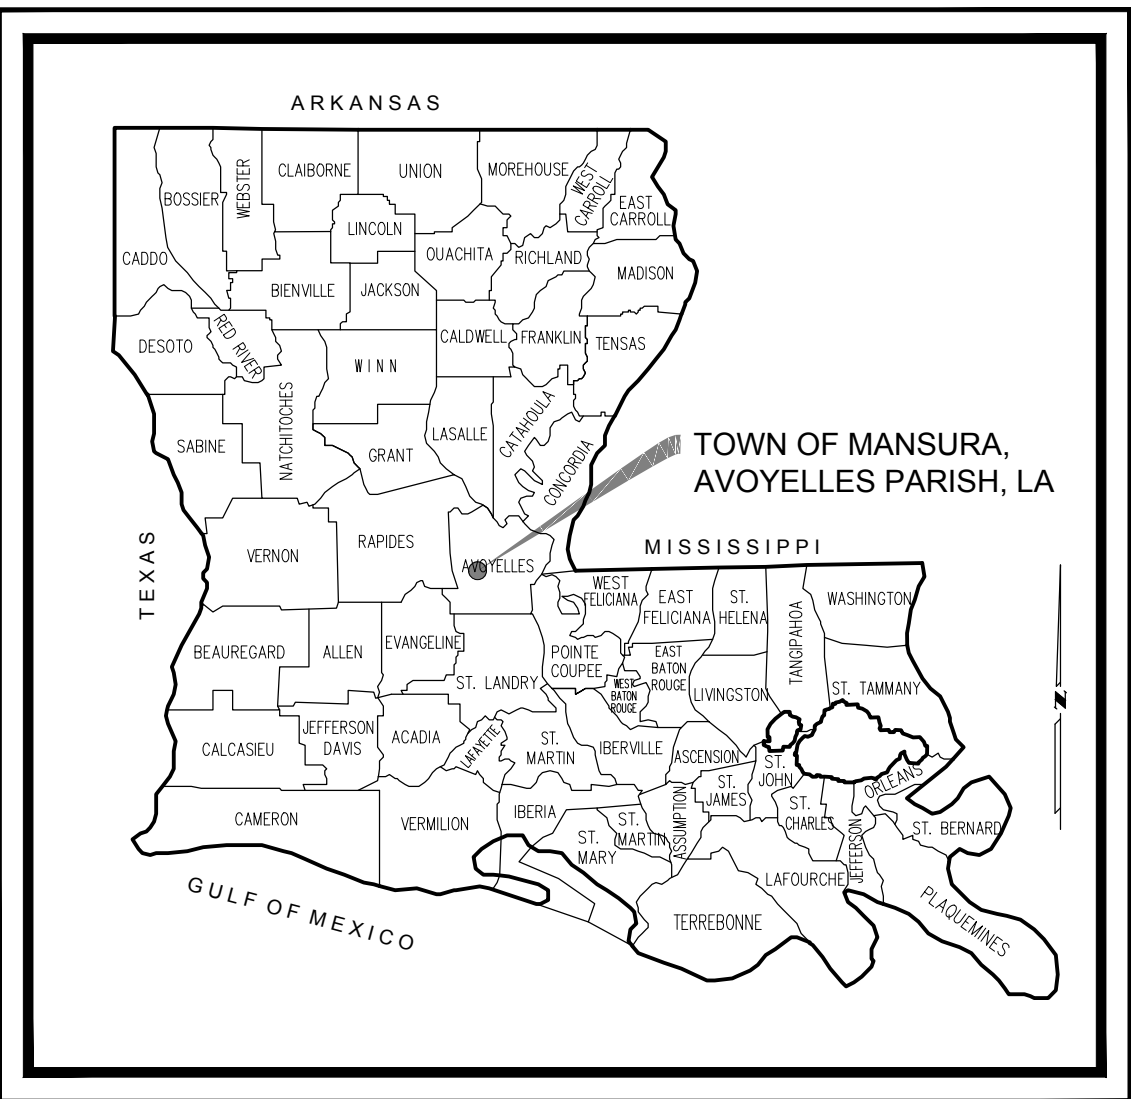 ARKANSAS
CLAIBORNE
UNION
MOREHOUSE
WEST
CARROLL
WEBSTER
BOSSIER
EAST
CARROLL
LINCOLN
CADDO
OUACHITA
RICHLAND
MADISON
BIENVILLE
JACKSON
RED RIVER
DESOTO
CALDWELL
FRANKLIN
TENSAS
WINN
NATCHITOCHES
CATAHOULA
SABINE
LASALLE
GRANT
CONCORDIA
TOWN OF MANSURA,
AVOYELLES PARISH, LA
TEXAS
VERNON
RAPIDES
AVOYELLES
MISSISSIPPI
WEST
FELICIANA
EAST
FELICIANA
ST.
HELENA
TANGIPAHOA
WASHINGTON
BEAUREGARD
ALLEN
EVANGELINE
POINTE
COUPEE
EAST
BATON
ROUGE
WEST
BATON
ROUGE
ST. LANDRY
LIVINGSTON
ST. TAMMANY
N
CALCASIEU
JEFFERSON
DAVIS
ACADIA
LAFAYETTE
ST.
MARTIN
IBERVILLE
ASCENSION
ST.
JOHN
ORLEANS
CAMERON
VERMILION
IBERIA
ST.
MARTIN
ST.
MARY
ASSUMPTION
ST.
JAMES
ST.
CHARLES
JEFFERSON
ST. BERNARD
LAFOURCHE
TERREBONNE
PLAQUEMINES
GULF OF MEXICO